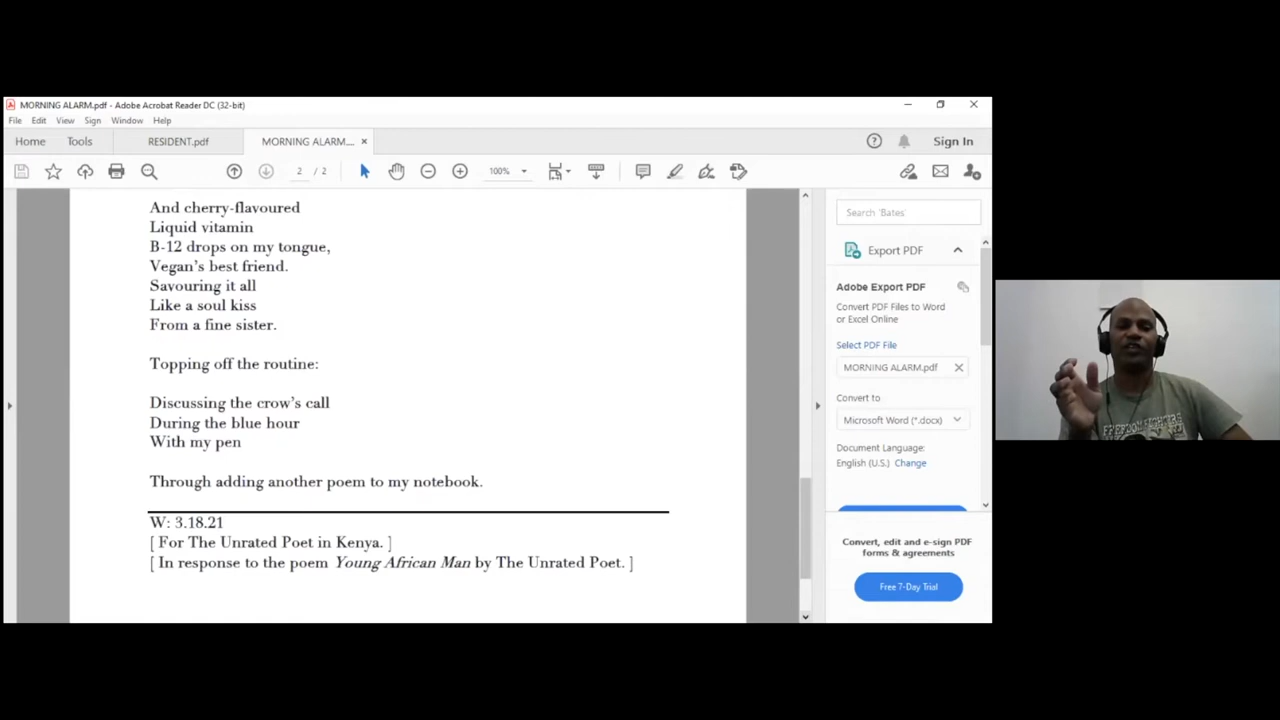 MORNING ALARM.pdf - Adobe Acrobat Reader DC (32-bit)
File Edit View Sign Window Help
Home Tools RESIDENT.pdf MORNING ALARM.... × Sign In
2 / 2 100%
And cherry-flavoured
Liquid vitamin
B-12 drops on my tongue,
Vegan's best friend.
Savouring it all
Like a soul kiss
From a fine sister.
Topping off the routine:
Discussing the crow's call
During the blue hour
With my pen
Through adding another poem to my notebook.
W: 3.18.21
[ For The Unrated Poet in Kenya. ]
[ In response to the poem Young African Man by The Unrated Poet. ]
Search 'Bates'
Export PDF
Adobe Export PDF
Convert PDF Files to Word
or Excel Online
Select PDF File
MORNING ALARM.pdf
Convert to
Microsoft Word (*.docx)
Document Language:
English (U.S.) Change
Convert, edit and e-sign PDF
forms & agreements
Free 7-Day Trial
FREEDOM FIGHTERS